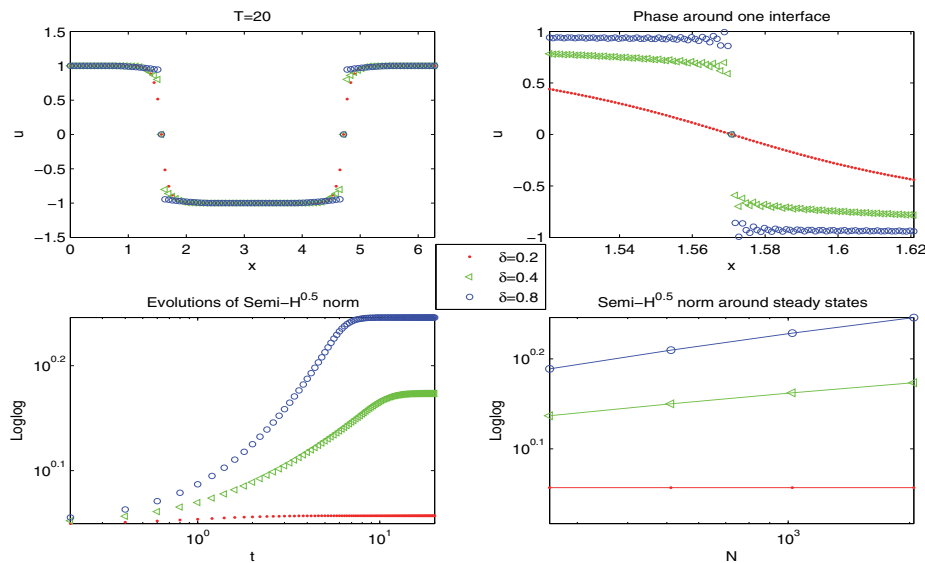 T=20
1.5
1
0.5
0
−0.5
−1
−1.5
u
0 1 2 3 4 5 6
x
Phase around one interface
1
0.5
0
−0.5
−1
u
1.54 1.56 1.58 1.6 1.62
x
δ=0.2
δ=0.4
δ=0.8
Evolutions of Semi−H^0.5 norm
10^0.2
10^0.1
Loglog
10^0 10^1
t
Semi−H^0.5 norm around steady states
10^0.2
10^0.1
Loglog
10^3
N